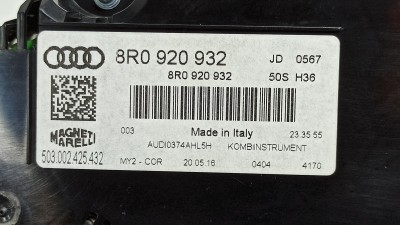 8R0 920 932 JD 0567
8R0 920 932 50S H36
MAGNETI
MARELLI
003 Made in Italy 23.35.55
AUDI0374AHL5H KOMBIINSTRUMENT
503.002.425.432
MY2 - COR 20.05.16 0404 4170